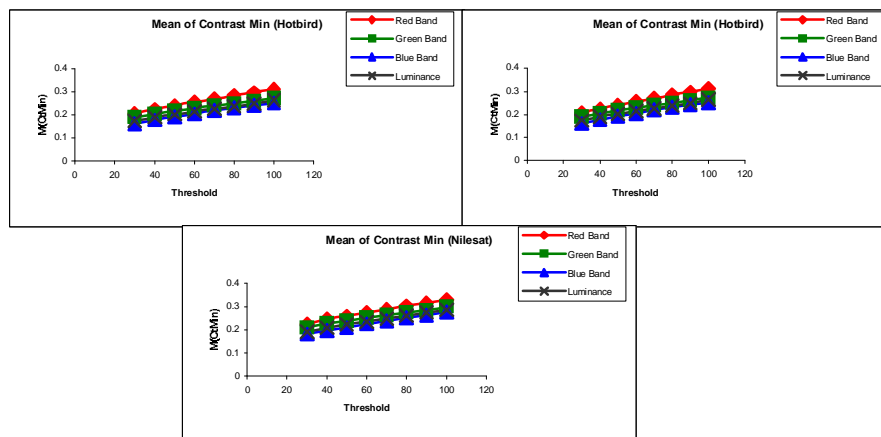 Mean of Contrast Min (Hotbird)
Red Band
Green Band
Blue Band
Luminance
M(CtMin)
0.4
0.3
0.2
0.1
0
0 20 40 60 80 100 120
Threshold
Mean of Contrast Min (Hotbird)
Red Band
Green Band
Blue Band
Luminance
M(CtMin)
0.4
0.3
0.2
0.1
0
0 20 40 60 80 100 120
Threshold
Mean of Contrast Min (Nilesat)
Red Band
Green Band
Blue Band
Luminance
M(CtMin)
0.4
0.3
0.2
0.1
0
0 20 40 60 80 100 120
Threshold